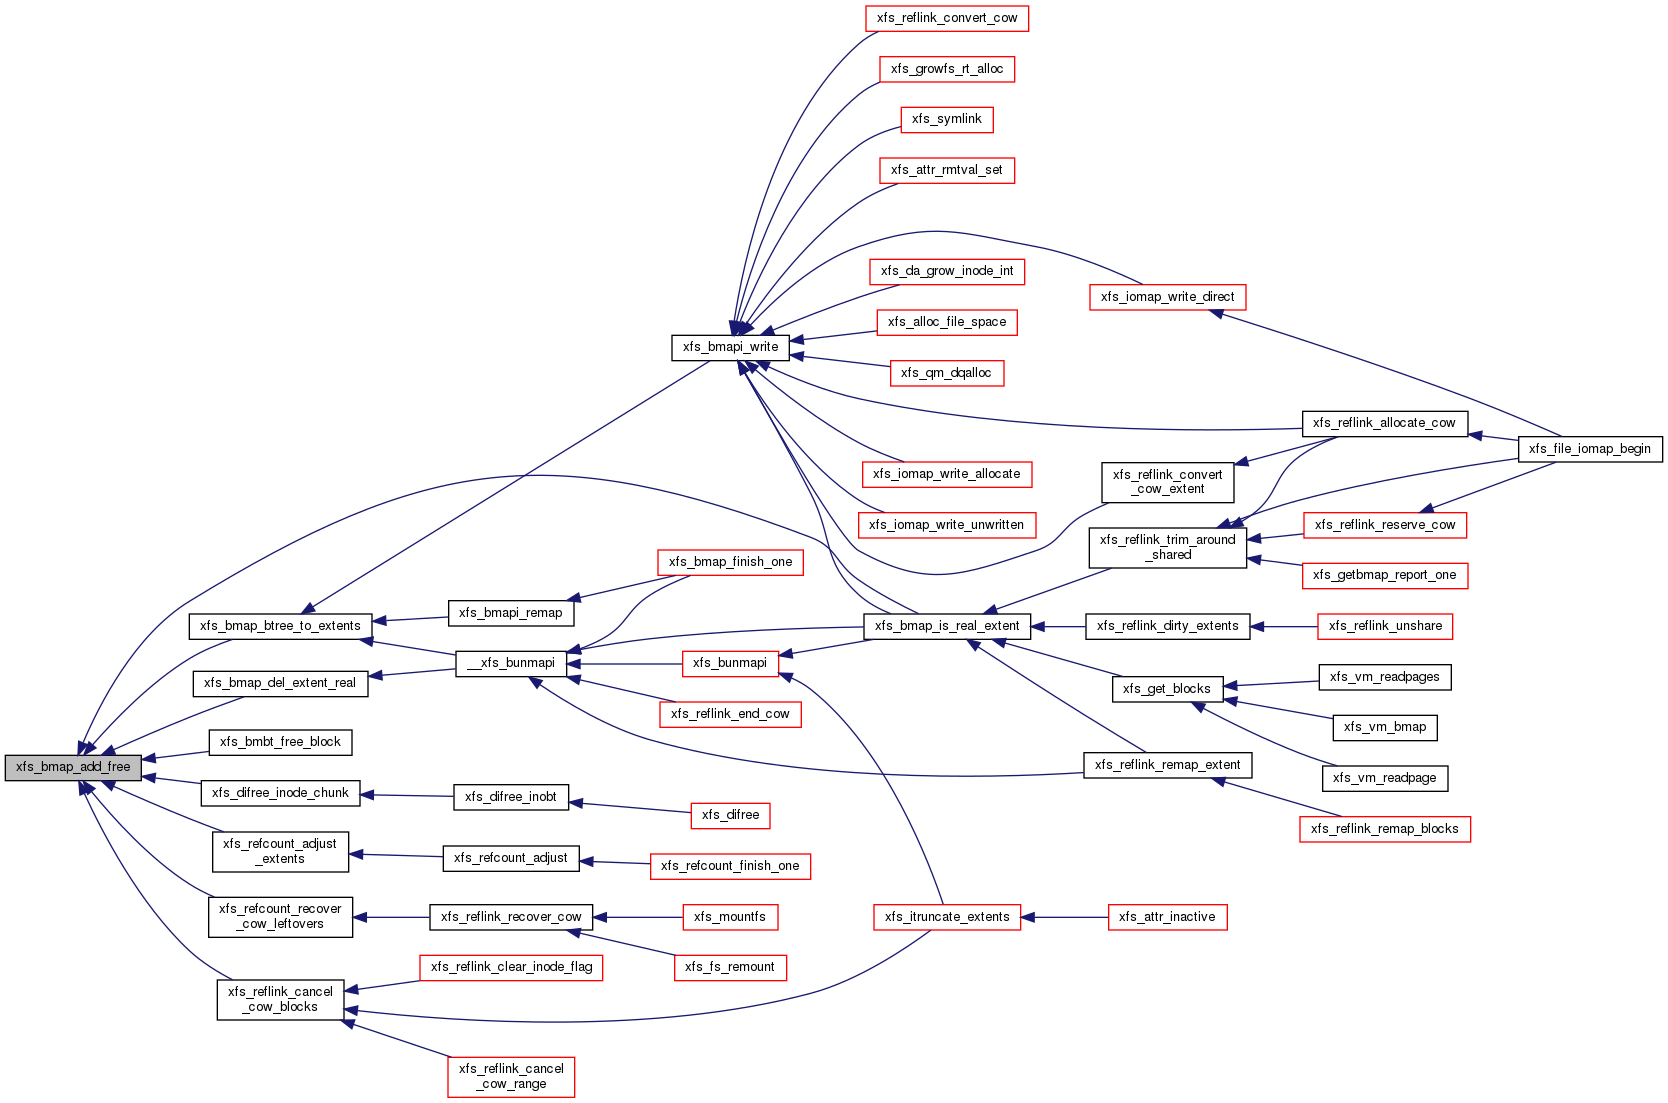 xfs_reflink_convert_cow
xfs_growfs_rt_alloc
xfs_symlink
xfs_attr_rmtval_set
xfs_da_grow_inode_int
xfs_iomap_write_direct
xfs_alloc_file_space
xfs_bmapi_write
xfs_qm_dqalloc
xfs_reflink_allocate_cow
xfs_file_iomap_begin
xfs_iomap_write_allocate
xfs_reflink_convert
_cow_extent
xfs_iomap_write_unwritten
xfs_reflink_reserve_cow
xfs_reflink_trim_around
_shared
xfs_bmap_finish_one
xfs_getbmap_report_one
xfs_bmapi_remap
xfs_bmap_btree_to_extents
xfs_bmap_is_real_extent
xfs_reflink_dirty_extents
xfs_reflink_unshare
__xfs_bunmapi
xfs_bunmapi
xfs_bmap_del_extent_real
xfs_vm_readpages
xfs_get_blocks
xfs_reflink_end_cow
xfs_vm_bmap
xfs_bmbt_free_block
xfs_bmap_add_free
xfs_reflink_remap_extent
xfs_vm_readpage
xfs_difree_inode_chunk
xfs_difree_inobt
xfs_difree
xfs_reflink_remap_blocks
xfs_refcount_adjust
_extents
xfs_refcount_adjust
xfs_refcount_finish_one
xfs_refcount_recover
_cow_leftovers
xfs_reflink_recover_cow
xfs_mountfs
xfs_itruncate_extents
xfs_attr_inactive
xfs_reflink_clear_inode_flag
xfs_fs_remount
xfs_reflink_cancel
_cow_blocks
xfs_reflink_cancel
_cow_range